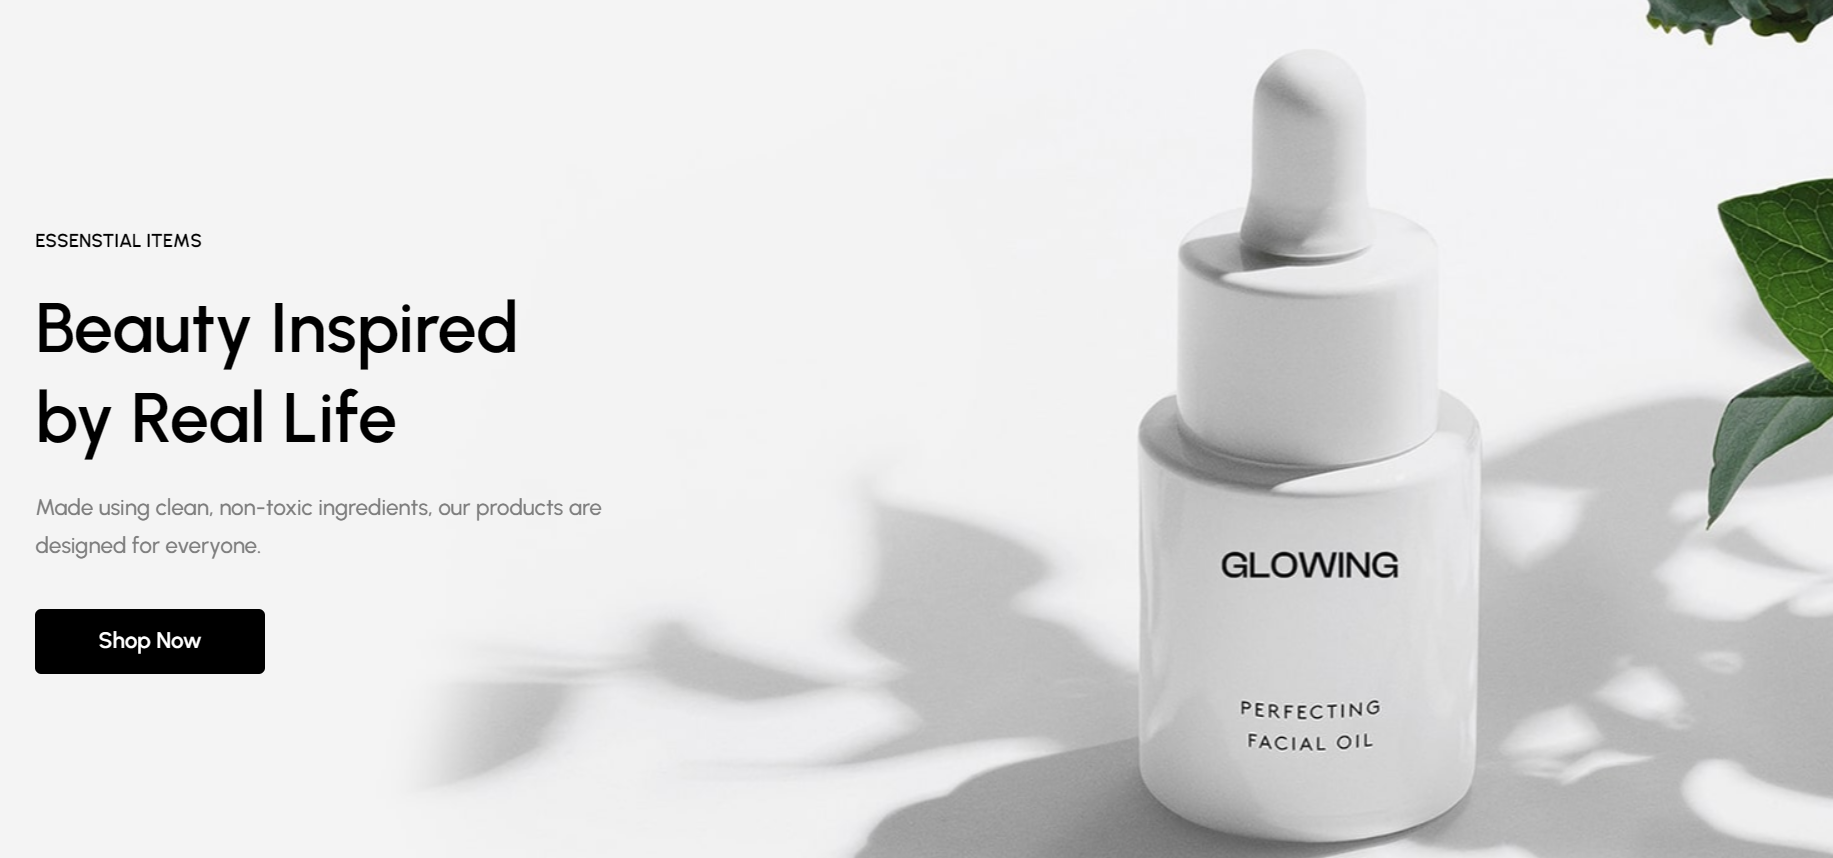 ESSENSTIAL ITEMS
Beauty Inspired
by Real Life
Made using clean, non-toxic ingredients, our products are
designed for everyone.
Shop Now
GLOWING
PERFECTING
FACIAL OIL